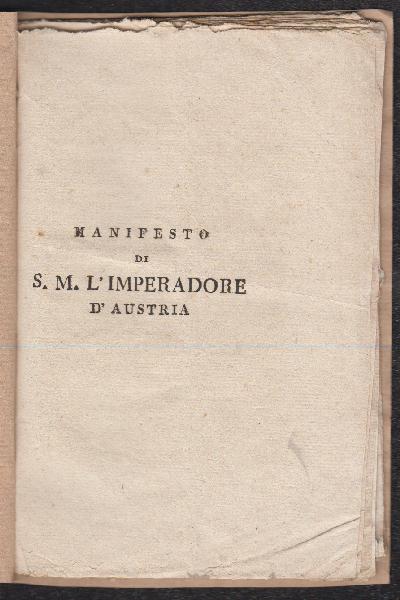 MANIFESTO
DI
S. M. L'IMPERADORE
D'AUSTRIA